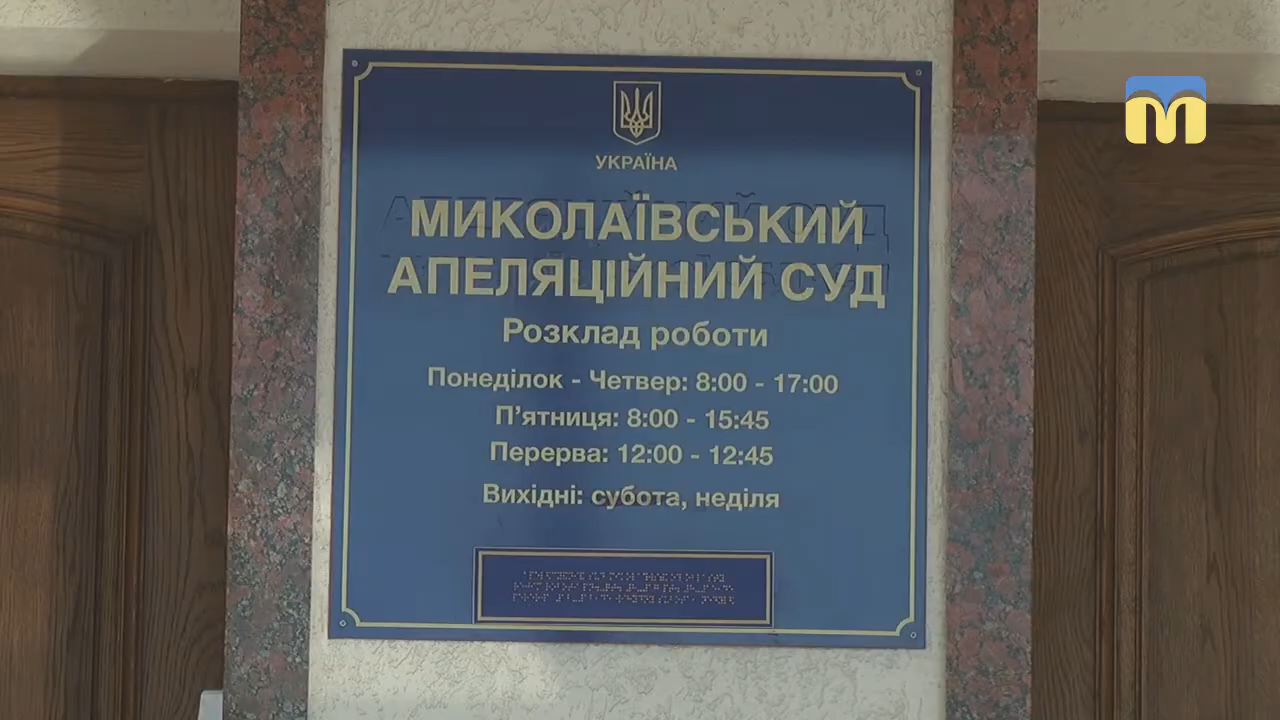 УКРАЇНА
МИКОЛАЇВСЬКИЙ
АПЕЛЯЦІЙНИЙ СУД
Розклад роботи
Понеділок - Четвер: 8:00 - 17:00
П’ятниця: 8:00 - 15:45
Перерва: 12:00 - 12:45
Вихідні: субота, неділя